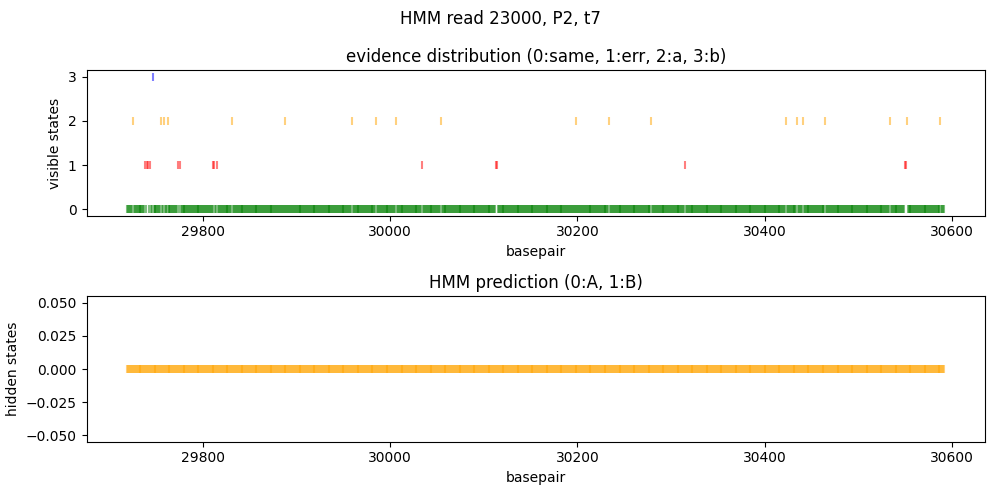 HMM read 23000, P2, t7
evidence distribution (0:same, 1:err, 2:a, 3:b)
visible states
3
2
1
0
29800 30000 30200 30400 30600
basepair
HMM prediction (0:A, 1:B)
hidden states
0.050
0.025
0.000
−0.025
−0.050
29800 30000 30200 30400 30600
basepair